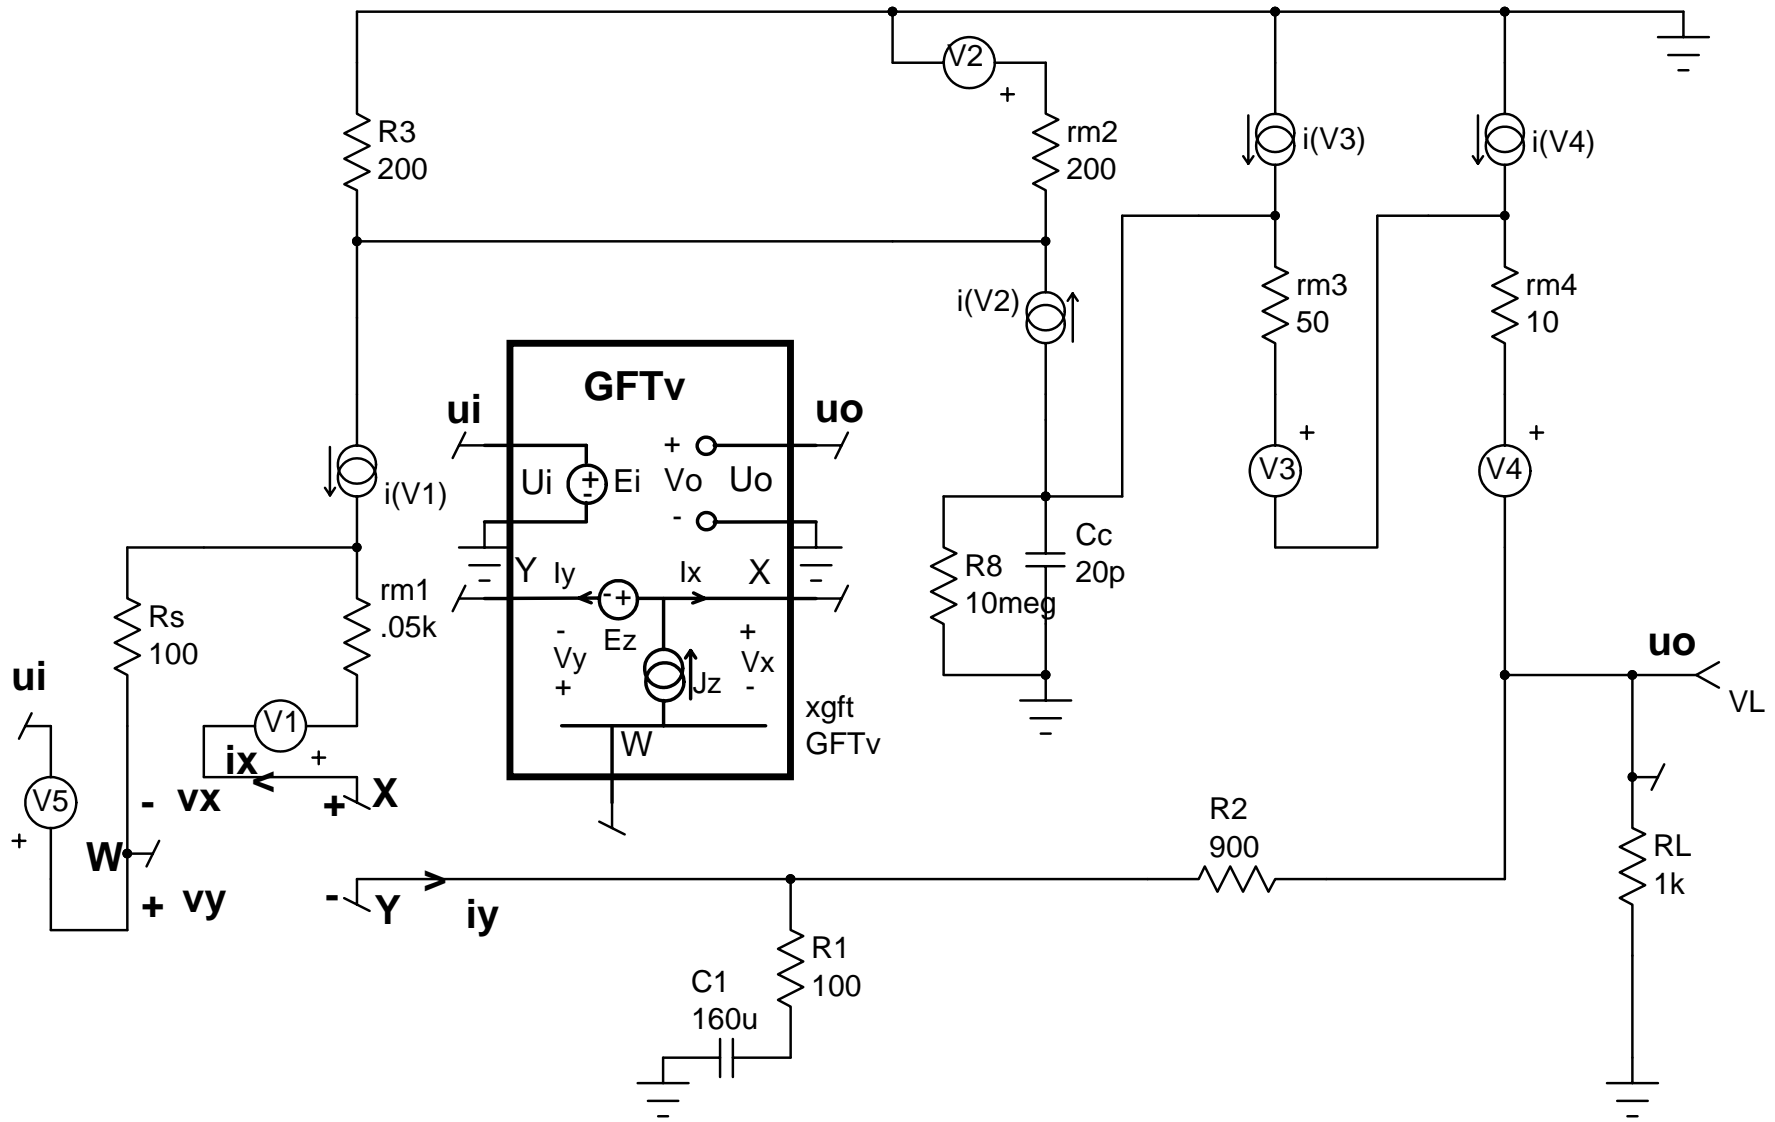 V2
+
R3
200
rm2
200
i(V3)
i(V4)
i(V2)
rm3
50
rm4
10
GFTv
ui
uo
+
Ui
+
-
Ei
Vo
Uo
-
i(V1)
+
V3
+
V4
Y
Iy
Ix
X
-+
Ez
-
Vy
+
Jz
+
Vx
-
W
xgft
GFTv
R8
10meg
Cc
20p
Rs
100
rm1
.05k
ui
V1
+
ix
V5
+
-
vx
+
X
W
+
vy
-
Y
iy
uo
VL
R2
900
RL
1k
R1
100
C1
160u